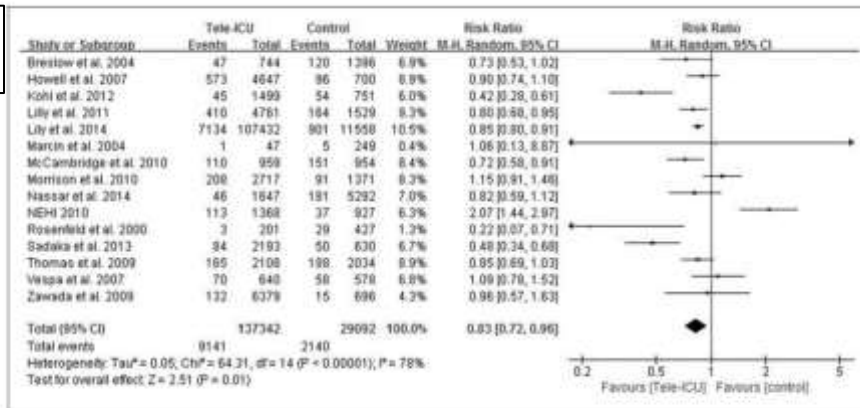 Tele-ICU Control Risk Ratio Risk Ratio
Study or Subgroup Events Total Events Total Weight M-H, Random, 95% CI M-H, Random, 95% CI
Breslow et al. 2004 47 744 120 1396 6.9% 0.73 [0.53, 1.02]
Howell et al. 2007 573 4647 96 700 8.9% 0.90 [0.74, 1.10]
Kohl et al. 2012 45 1499 54 751 6.1% 0.42 [0.28, 0.61]
Lilly et al. 2011 410 4761 164 1529 9.3% 0.80 [0.68, 0.95]
Lily et al. 2014 7134 107432 901 11558 10.5% 0.85 [0.80, 0.91]
Marcin et al. 2004 1 47 5 249 0.4% 1.06 [0.13, 8.87]
McCambridge et al. 2010 110 959 151 954 8.2% 0.72 [0.58, 0.91]
Morrison et al. 2010 208 2717 91 1371 8.3% 1.15 [0.91, 1.46]
Nassar et al. 2014 46 1647 181 5292 7.0% 0.82 [0.59, 1.12]
NEHI 2010 113 1368 37 927 6.3% 2.07 [1.44, 2.97]
Rosenfeld et al. 2000 3 201 29 427 1.3% 0.22 [0.07, 0.71]
Sadaka et al. 2013 84 2193 50 630 6.6% 0.48 [0.34, 0.68]
Thomas et al. 2009 165 2108 188 2034 8.9% 0.85 [0.69, 1.03]
Vespa et al. 2007 70 640 58 578 6.8% 1.09 [0.78, 1.52]
Zawada et al. 2009 132 6379 15 696 4.3% 0.96 [0.57, 1.63]
Total (95% CI) 137342 29092 100.0% 0.83 [0.72, 0.96]
Total events 9141 2140
Heterogeneity: Tau² = 0.05; Chi² = 64.31, df = 14 (P < 0.00001); I² = 78%
Test for overall effect: Z = 2.51 (P = 0.01)
0.2 0.5 1 2 5
Favours [Tele-ICU] Favours [control]